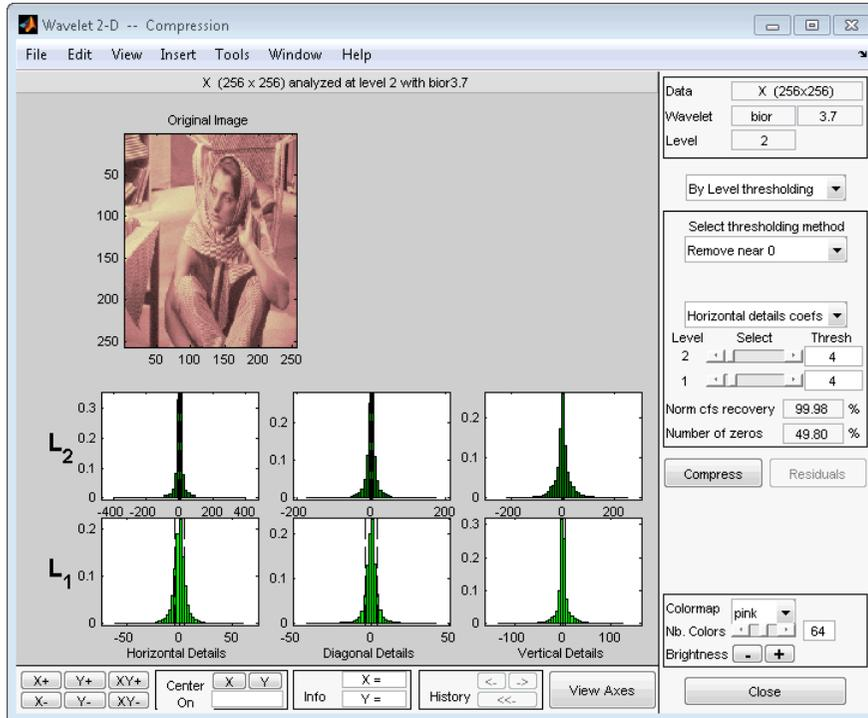 Wavelet 2-D -- Compression
File Edit View Insert Tools Window Help
X (256 x 256) analyzed at level 2 with bior3.7
Original Image
50
100
150
200
250
50 100 150 200 250
L2
0.3
0.2
0.1
0
-400 -200 0 200 400
0.2
0.1
0
-200 0 200
0.2
0.1
0
-200 0 200
L1
0.2
0.1
0
-50 0 50
Horizontal Details
0.2
0.1
0
-50 0 50
Diagonal Details
0.3
0.2
0.1
0
-100 0 100
Vertical Details
Data X (256x256)
Wavelet bior 3.7
Level 2
By Level thresholding
Select thresholding method
Remove near 0
Horizontal details coefs
Level Select Thresh
2 4
1 4
Norm cfs recovery 99.98 %
Number of zeros 49.80 %
Compress Residuals
Colormap pink
Nb. Colors 64
Brightness - +
Close
X+ Y+ XY+
X- Y- XY-
Center On X Y
Info X = Y =
History <- -> <<-
View Axes